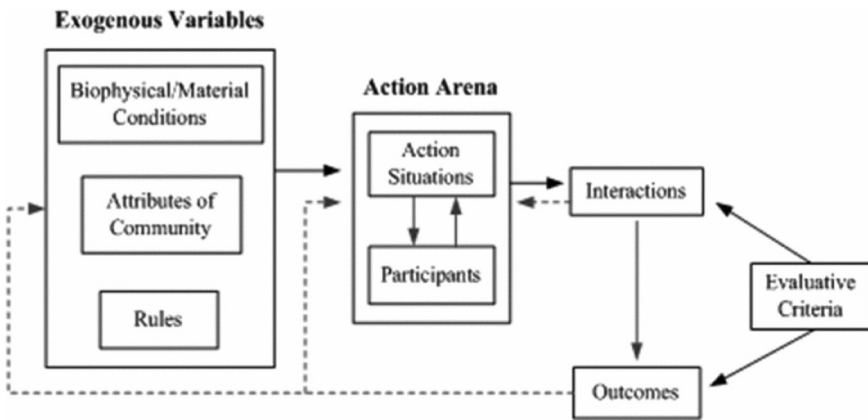 Exogenous Variables
Biophysical/Material
Conditions
Attributes of
Community
Rules
Action Arena
Action
Situations
Participants
Interactions
Evaluative
Criteria
Outcomes